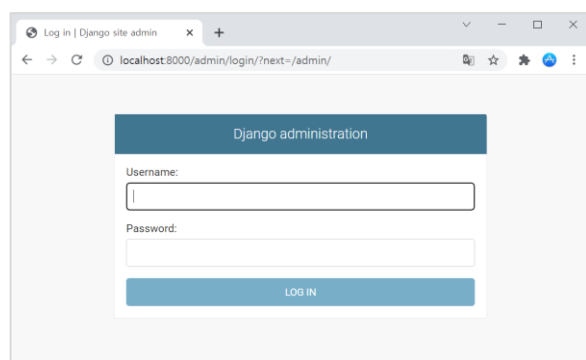 Log in | Django site admin
localhost:8000/admin/login/?next=/admin/
Django administration
Username:
Password:
LOG IN